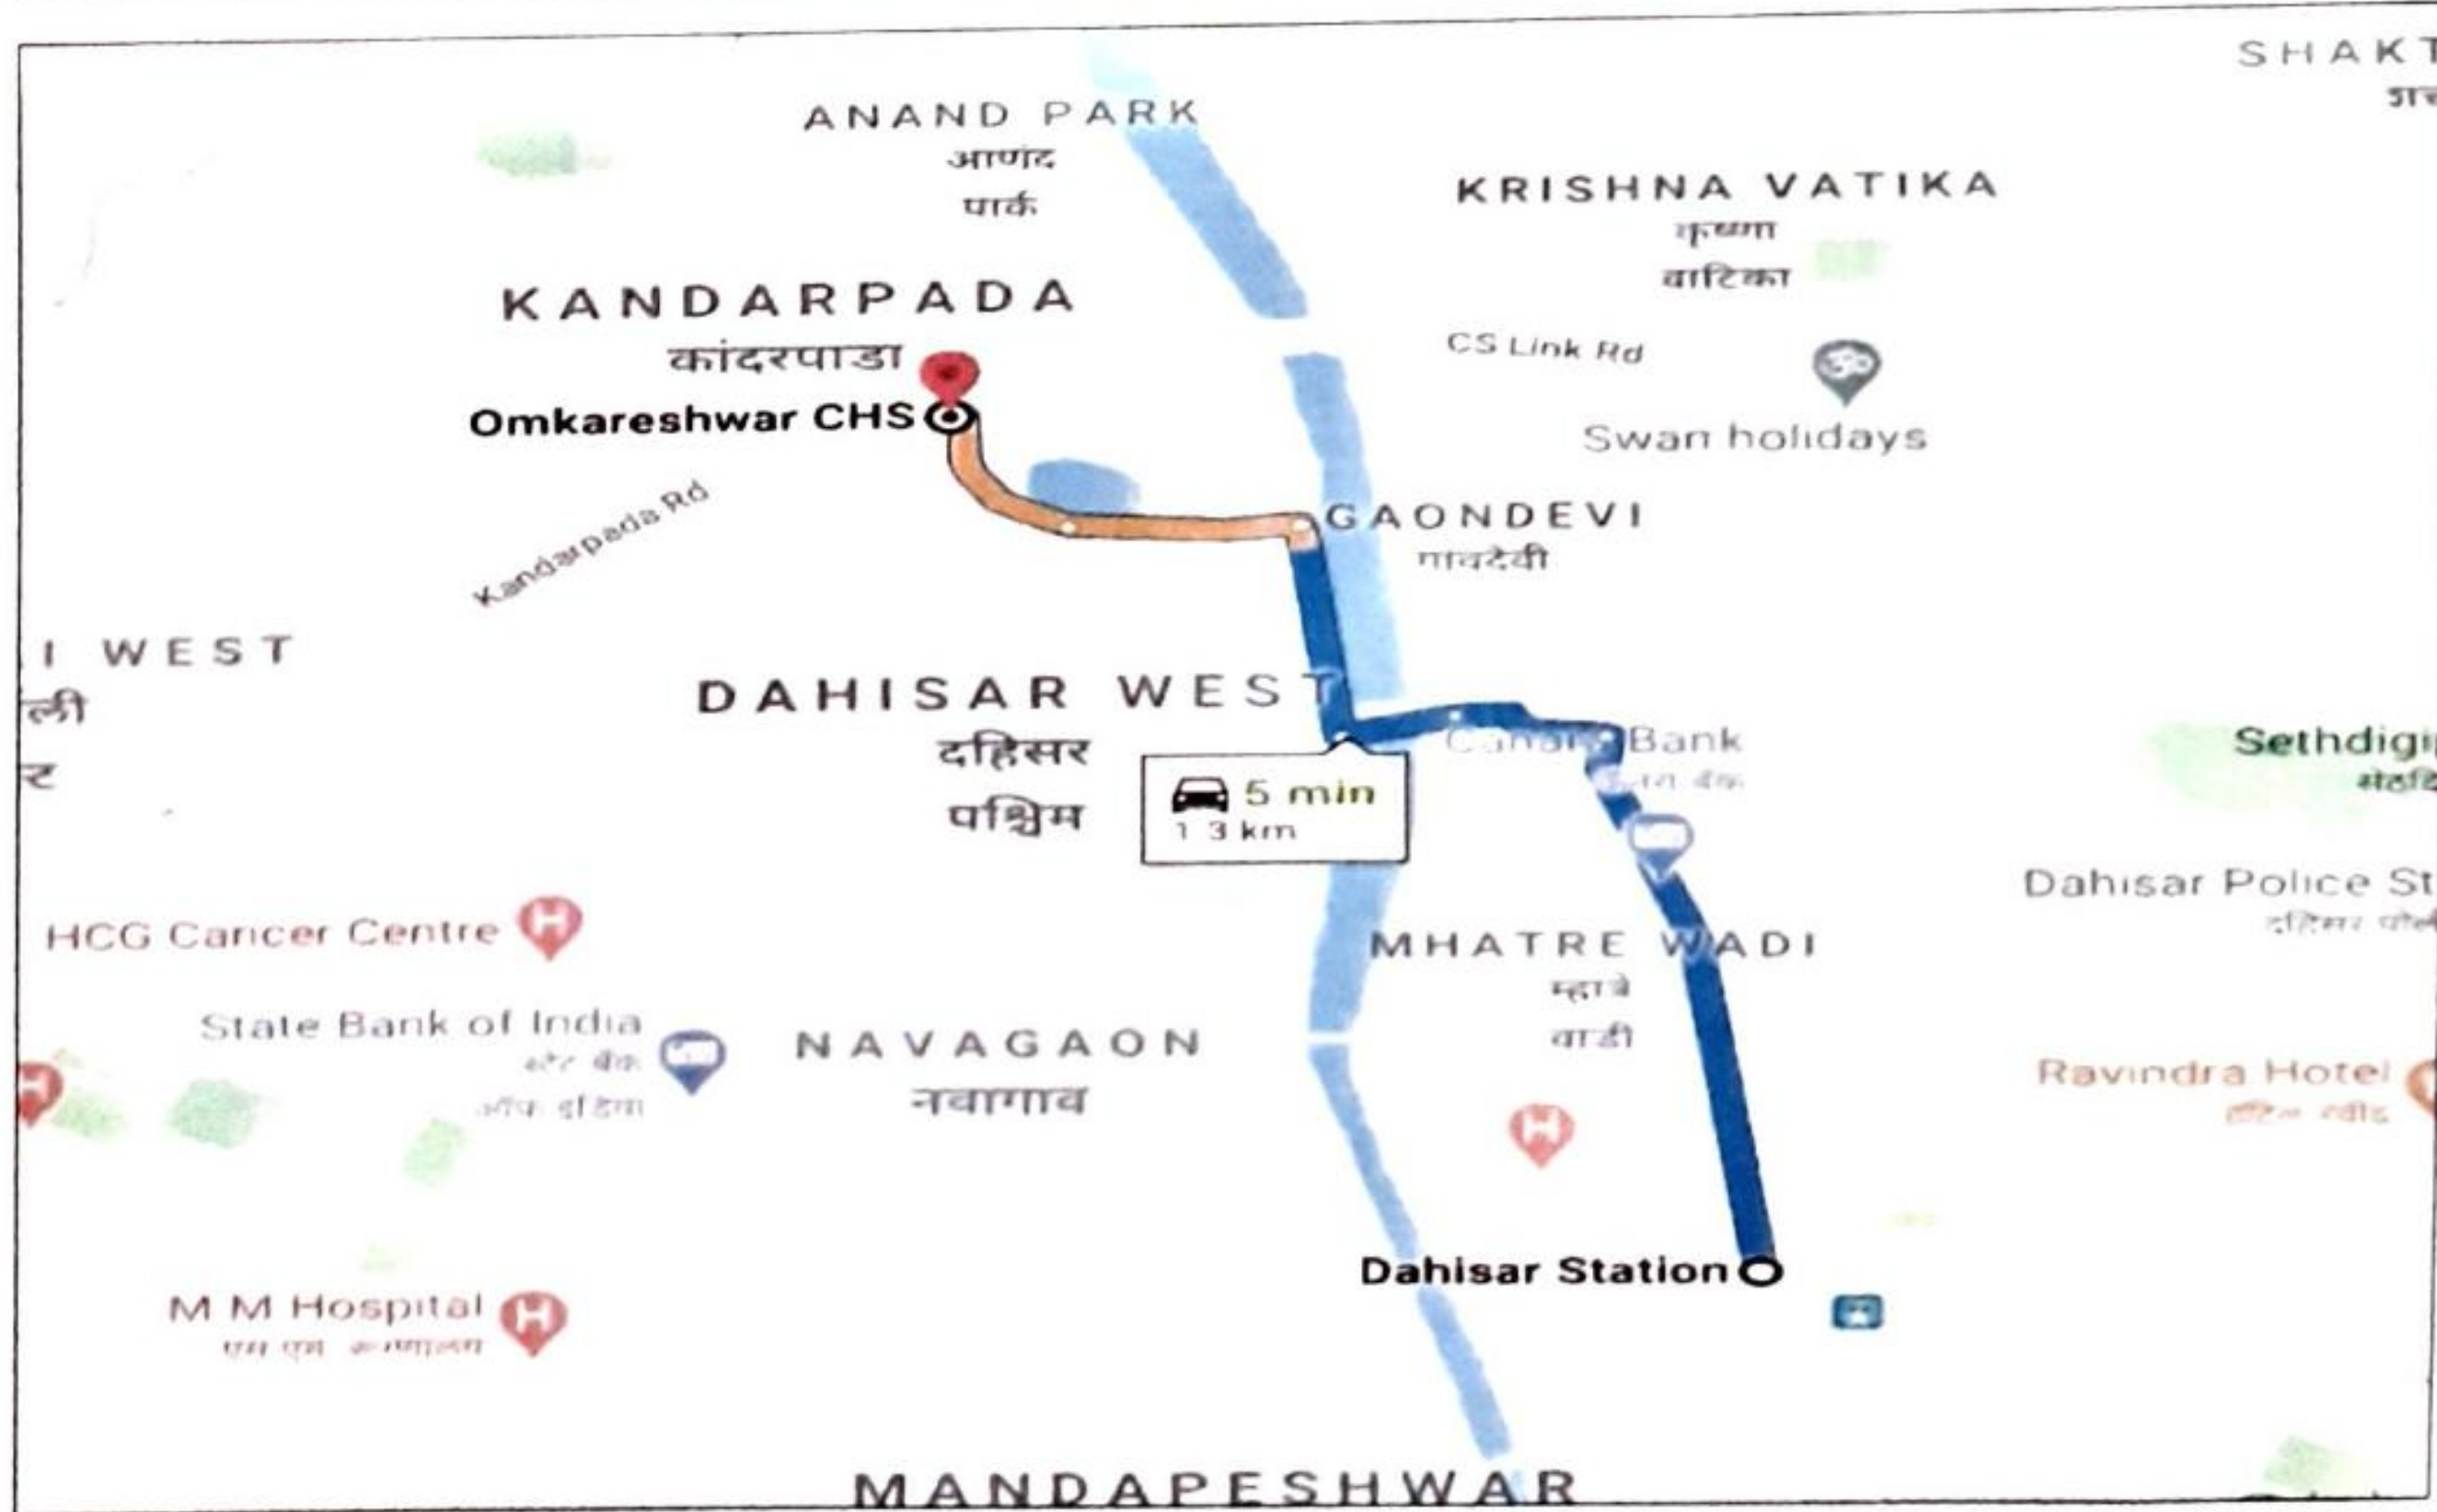 SHAKT
ANAND PARK
आणंद
पार्क
KRISHNA VATIKA
कृष्णा
वाटिका
KANDARPADA
कांदरपाडा
CS Link Rd
Omkareshwar CHS
Swan holidays
Kandarpada Rd
GAONDEVI
गावदेवी
I WEST
ली
ट
DAHISAR WEST
दहिसर
पश्चिम
Bank
Sethdigi
5 min
1 3 km
Dahisar Police St
HCG Cancer Centre
MHATRE WADI
म्हात्रे
वाडी
State Bank of India
NAVAGAON
नवागाव
Ravindra Hotel
Dahisar Station
M M Hospital
MANDAPESHWAR